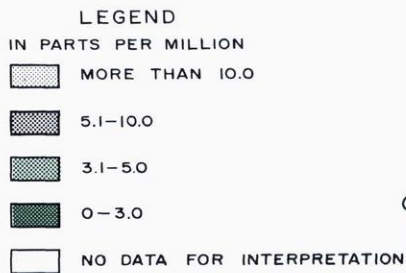 LEGEND
IN PARTS PER MILLION
MORE THAN 10.0
5.1-10.0
3.1-5.0
0-3.0
NO DATA FOR INTERPRETATION